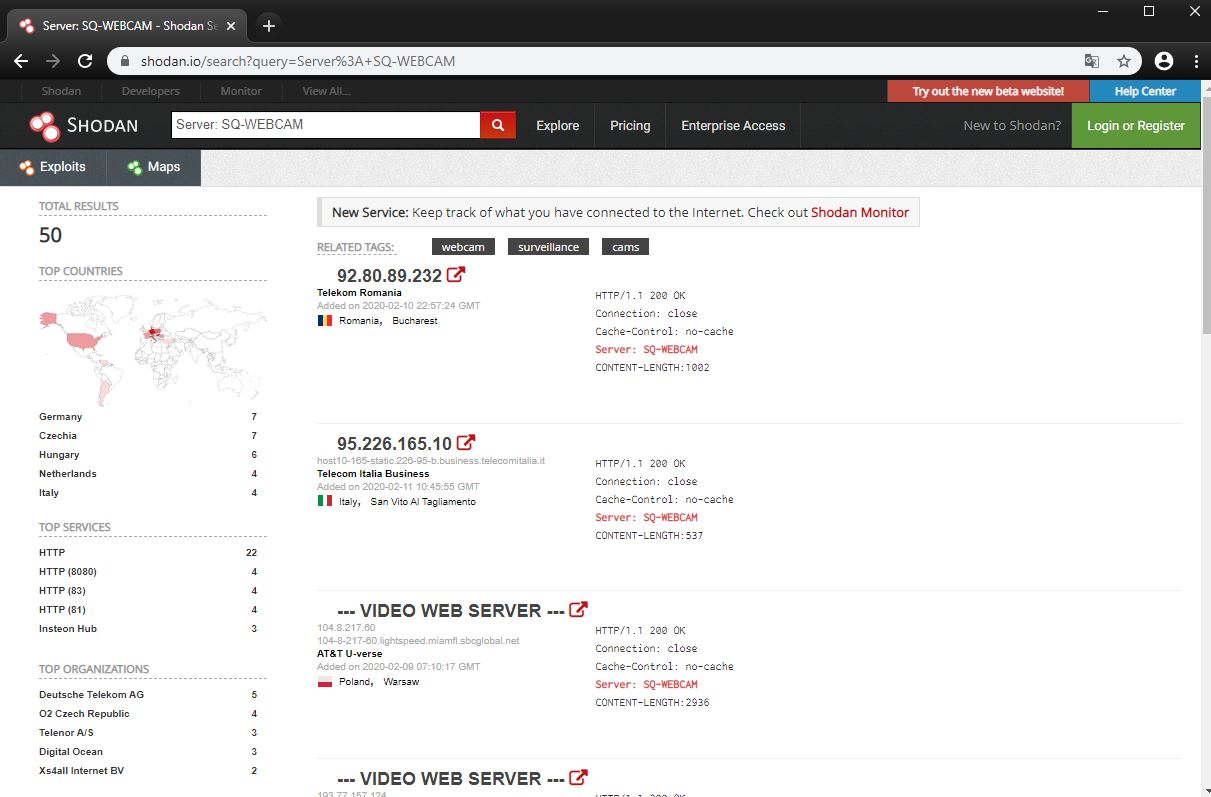 Server: SQ-WEBCAM - Shodan Se
shodan.io/search?query=Server%3A+SQ-WEBCAM
Shodan Developers Monitor View All...
Try out the new beta website! Help Center
SHODAN
Server: SQ-WEBCAM
Explore Pricing Enterprise Access
New to Shodan? Login or Register
Exploits Maps
TOTAL RESULTS
50
TOP COUNTRIES
Germany 7
Czechia 7
Hungary 6
Netherlands 4
Italy 4
TOP SERVICES
HTTP 22
HTTP (8080) 4
HTTP (83) 4
HTTP (81) 4
Insteon Hub 3
TOP ORGANIZATIONS
Deutsche Telekom AG 5
O2 Czech Republic 4
Telenor A/S 3
Digital Ocean 3
Xs4all Internet BV 2
New Service: Keep track of what you have connected to the Internet. Check out Shodan Monitor
RELATED TAGS: webcam surveillance cams
92.80.89.232
Telekom Romania
Added on 2020-02-10 22:57:24 GMT
Romania, Bucharest
HTTP/1.1 200 OK
Connection: close
Cache-Control: no-cache
Server: SQ-WEBCAM
CONTENT-LENGTH:1002
95.226.165.10
host10-165-static.226-95-b.business.telecomitalia.it
Telecom Italia Business
Added on 2020-02-11 10:45:55 GMT
Italy, San Vito Al Tagliamento
HTTP/1.1 200 OK
Connection: close
Cache-Control: no-cache
Server: SQ-WEBCAM
CONTENT-LENGTH:537
--- VIDEO WEB SERVER ---
104.8.217.60
104-8-217-60.lightspeed.miamfl.sbcglobal.net
AT&T U-verse
Added on 2020-02-09 07:10:17 GMT
Poland, Warsaw
HTTP/1.1 200 OK
Connection: close
Cache-Control: no-cache
Server: SQ-WEBCAM
CONTENT-LENGTH:2936
--- VIDEO WEB SERVER ---
193.77.157.124
HTTP/1.1 200 OK